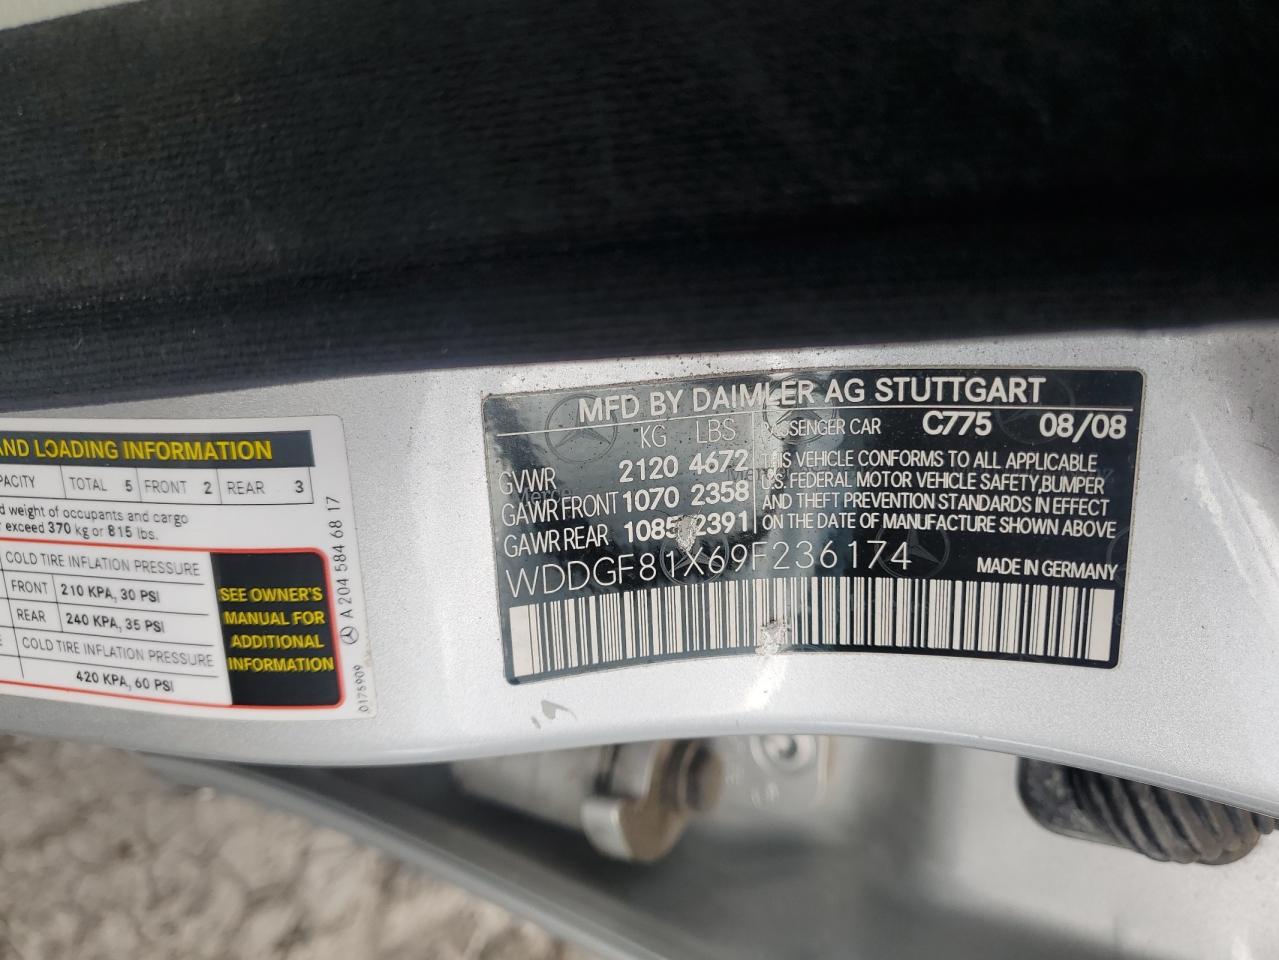 AND LOADING INFORMATION
PACITY TOTAL 5 FRONT 2 REAR 3
d weight of occupants and cargo
r exceed 370 kg or 815 lbs.
COLD TIRE INFLATION PRESSURE
FRONT 210 KPA, 30 PSI
REAR 240 KPA, 35 PSI
COLD TIRE INFLATION PRESSURE
420 KPA, 60 PSI
SEE OWNER'S
MANUAL FOR
ADDITIONAL
INFORMATION
A 204 584 68 17
0175909
MFD BY DAIMLER AG STUTTGART
KG LBS PASSENGER CAR C775 08/08
GVWR 2120 4672
GAWR FRONT 1070 2358
GAWR REAR 1085 2391
THIS VEHICLE CONFORMS TO ALL APPLICABLE
U.S. FEDERAL MOTOR VEHICLE SAFETY,BUMPER
AND THEFT PREVENTION STANDARDS IN EFFECT
ON THE DATE OF MANUFACTURE SHOWN ABOVE
WDDGF81X69F236174 MADE IN GERMANY